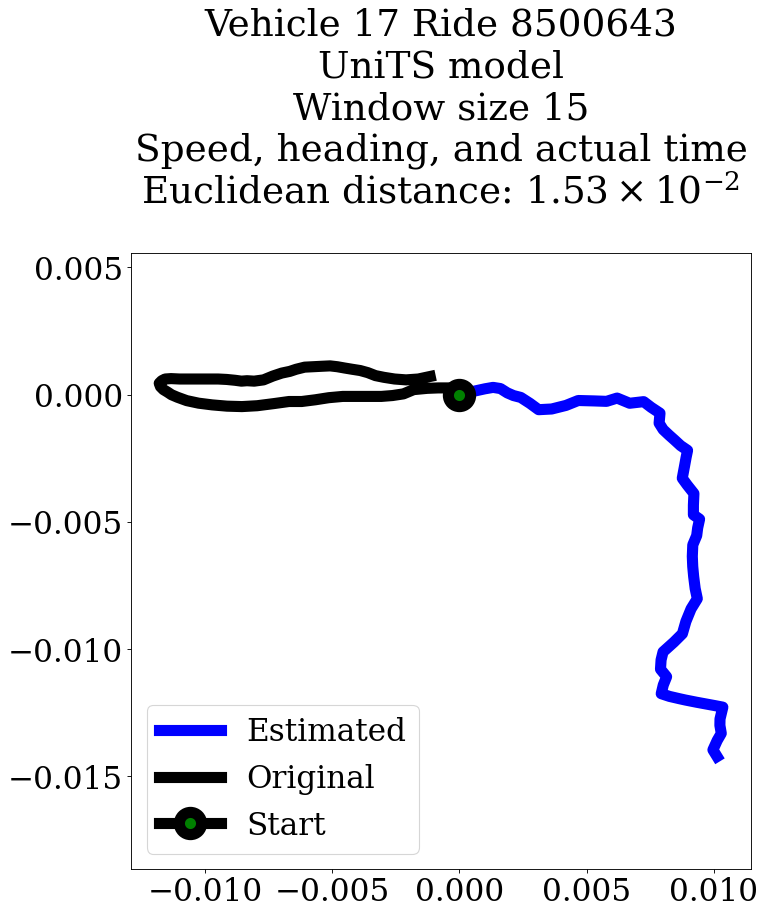 Vehicle 17 Ride 8500643
UniTS model
Window size 15
Speed, heading, and actual time
Euclidean distance: 1.53 × 10⁻²
0.005
0.000
−0.005
−0.010
−0.015
Estimated
Original
Start
−0.010 −0.005 0.000 0.005 0.010